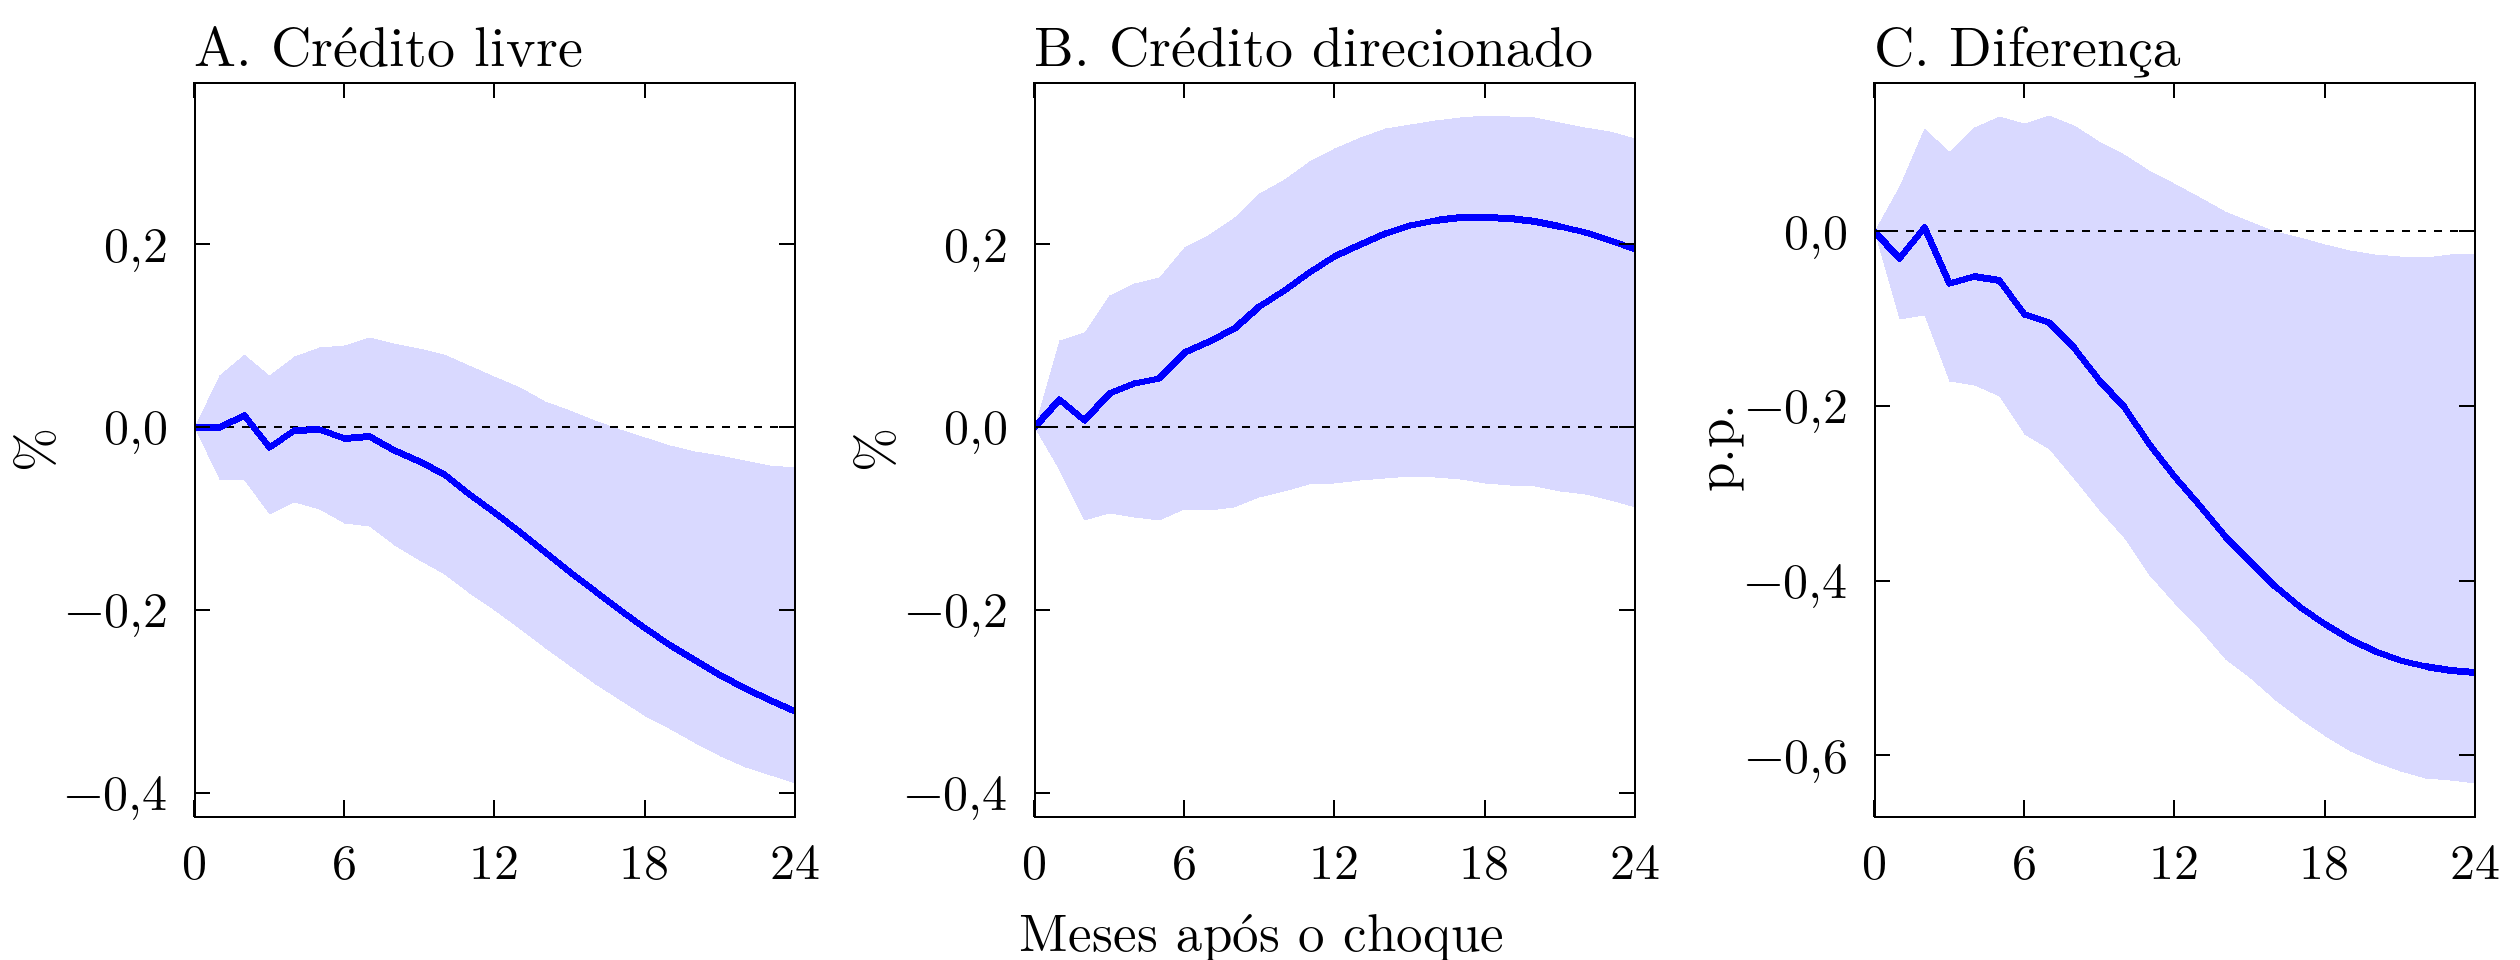 A. Crédito livre
B. Crédito direcionado
C. Diferença
%
0,2
0,0
−0,2
−0,4
0 6 12 18 24
%
0,2
0,0
−0,2
−0,4
0 6 12 18 24
p.p.
0,0
−0,2
−0,4
−0,6
0 6 12 18 24
Meses após o choque